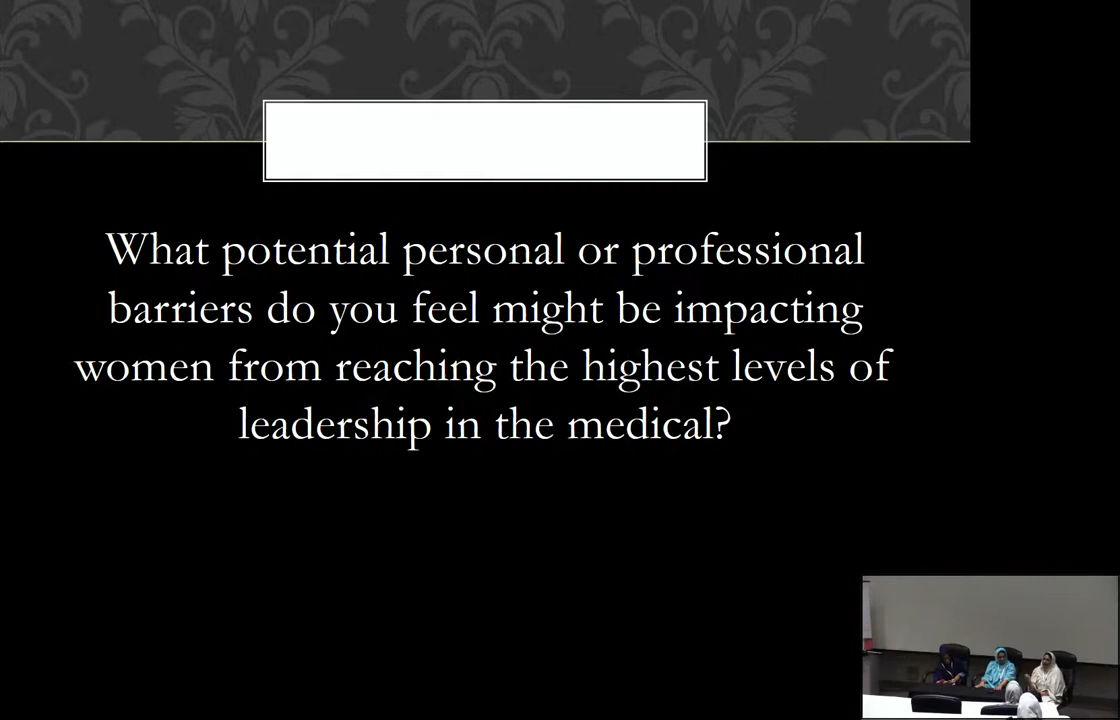 What potential personal or professional
barriers do you feel might be impacting
women from reaching the highest levels of
leadership in the medical?